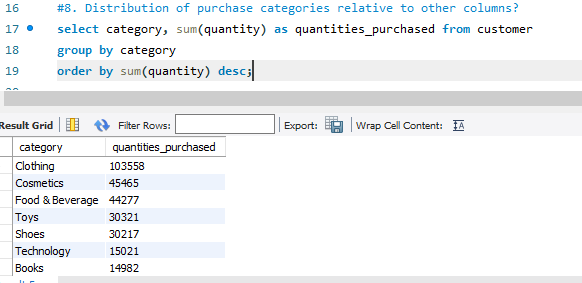 16 #8. Distribution of purchase categories relative to other columns?
17 select category, sum(quantity) as quantities_purchased from customer
18 group by category
19 order by sum(quantity) desc;
Result Grid Filter Rows: Export: Wrap Cell Content: IA
category quantities_purchased
Clothing 103558
Cosmetics 45465
Food & Beverage 44277
Toys 30321
Shoes 30217
Technology 15021
Books 14982